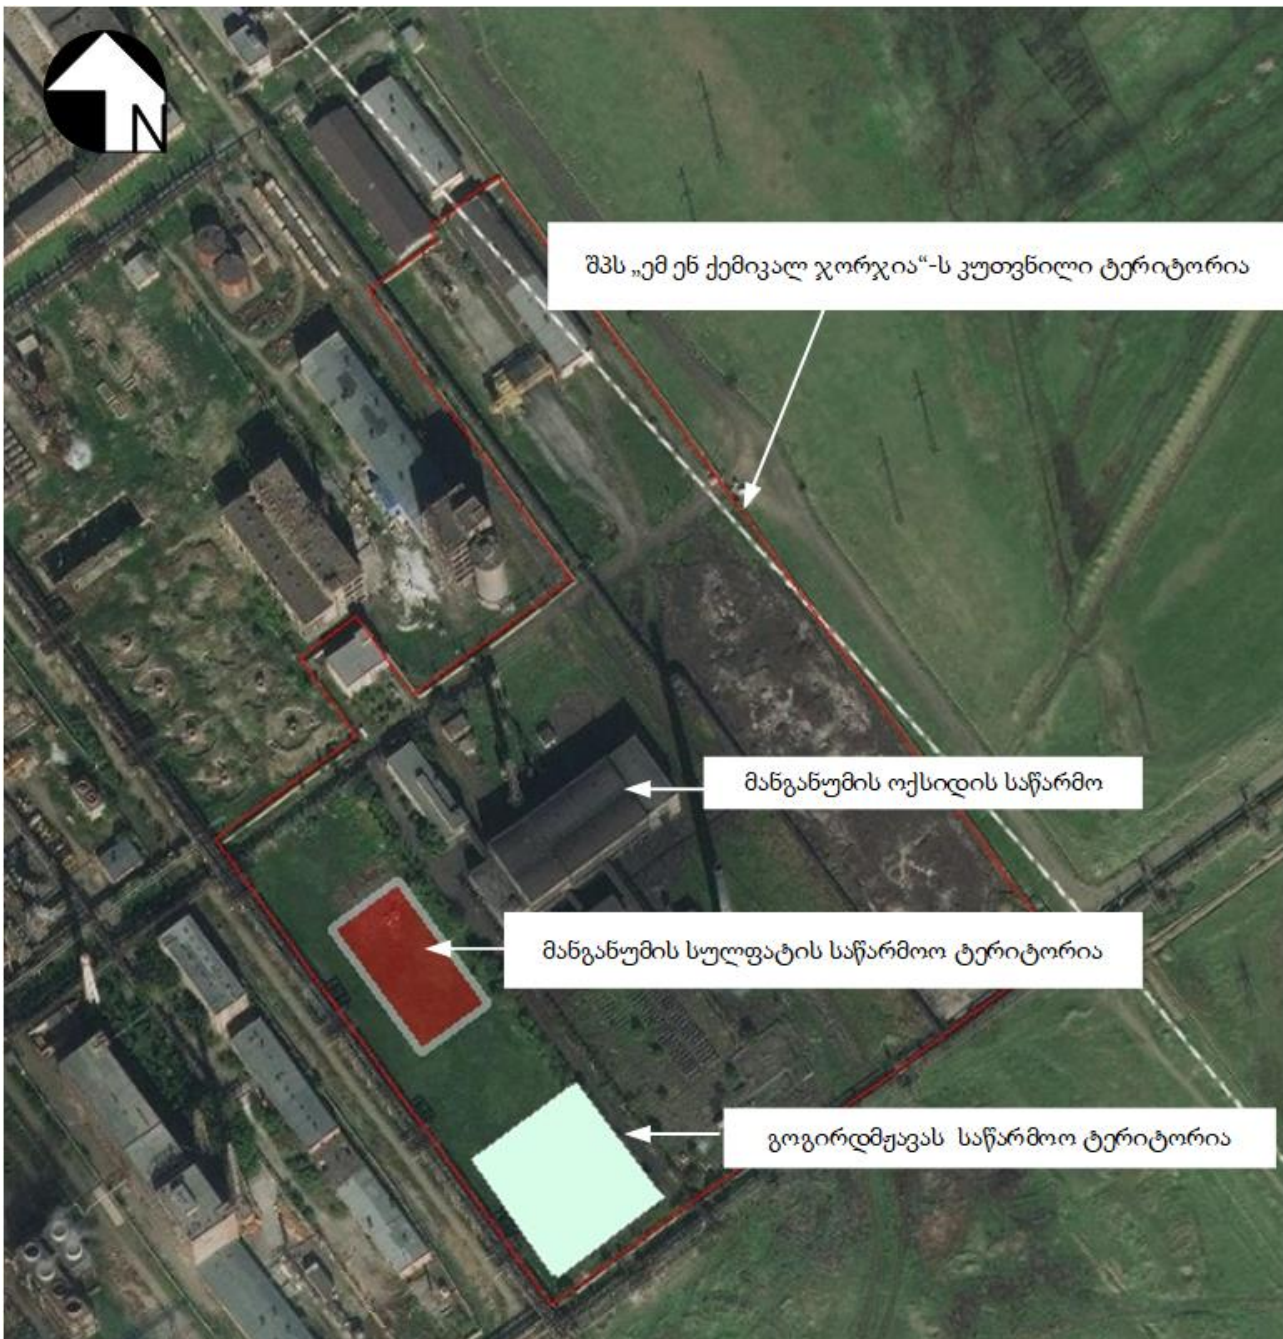 N
შპს „ემ ენ ქემიკალ ჯორჯია“-ს კუთვნილი ტერიტორია
მანგანუმის ოქსიდის საწარმო
მანგანუმის სულფატის საწარმოო ტერიტორია
გოგირდმჟავას საწარმოო ტერიტორია